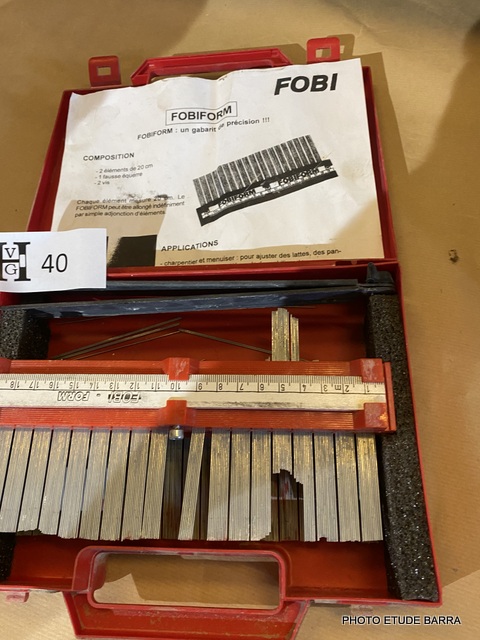 FOBI
FOBIFORM
FOBIFORM : un gabarit de précision !!!
COMPOSITION
- 2 éléments de 20 cm
- 1 fausse équerre
- 2 vis
FOBIFORM FOBIFORM
Chaque élément mesure 20 cm. Le
FOBIFORM peut être allongé indéfiniment
par simple adjonction d'éléments.
APPLICATIONS
- charpentier et menuiser : pour ajuster des lattes, des pan-
H
V
G
40
18 17 16 15 14 13 12 11 10 9 8 7 6 5 4 3 2 1
FOBI FORM
PHOTO ETUDE BARRA